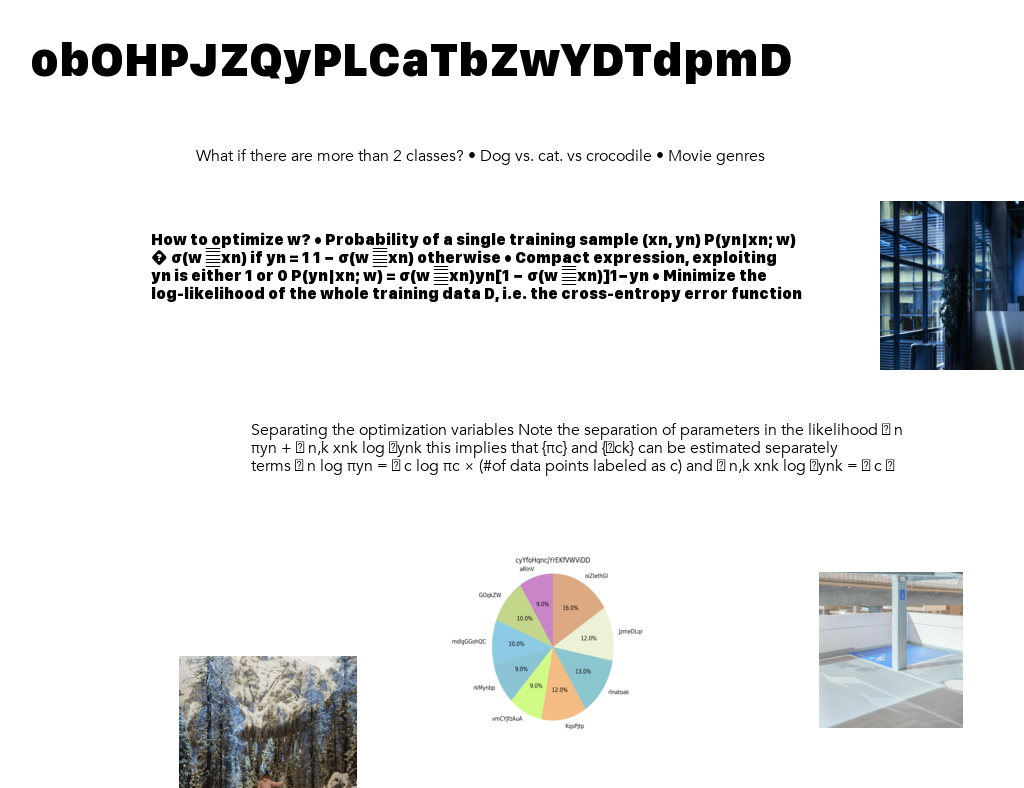 obOHPJZQyPLCaTbZwYDTdpmD
What if there are more than 2 classes? • Dog vs. cat. vs crocodile • Movie genres
How to optimize w? • Probability of a single training sample (xn, yn) P(yn|xn; w)
� σ(w xn) if yn = 1 1 − σ(w xn) otherwise • Compact expression, exploiting
yn is either 1 or 0 P(yn|xn; w) = σ(w xn)yn[1 − σ(w xn)]1−yn • Minimize the
log-likelihood of the whole training data D, i.e. the cross-entropy error function
Separating the optimization variables Note the separation of parameters in the likelihood n
πyn + n,k xnk log ynk this implies that {πc} and {ck} can be estimated separately
terms n log πyn = c log πc × (#of data points labeled as c) and n,k xnk log ynk = c
cyYfoHqncjYrEKfVWViDD
aRinV
oiZlethGl
GOqkZW
9.0%
16.0%
10.0%
JzmeDLqr
12.0%
mdlgGGohQC
10.0%
9.0%
13.0%
rkMynbp
9.0%
12.0%
rlnatoak
vmCYJfzAuA
KqsPjtp